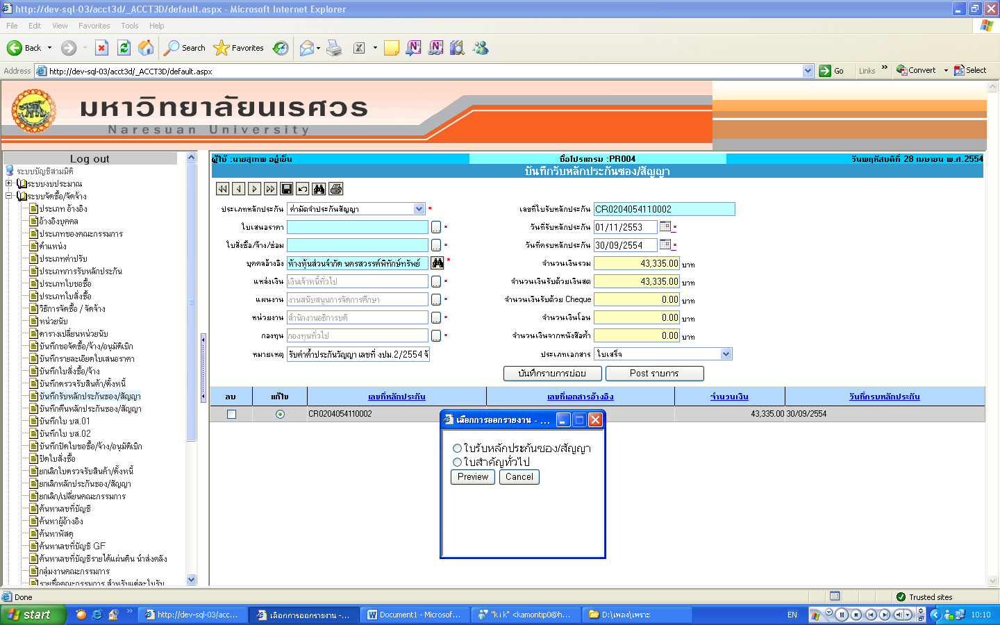 http://dev-sql-03/acct3d/_ACCT3D/default.aspx - Microsoft Internet Explorer
File Edit View Favorites Tools Help
Back Search Favorites
Address http://dev-sql-03/acct3d/_ACCT3D/default.aspx Go Links Convert Select
มหาวิทยาลัยนเรศวร
Naresuan University
Log out
ระบบบัญชีสามมิติ
ระบบงบประมาณ
ระบบจัดซื้อ/จัดจ้าง
ประเภท อ้างอิง
อ้างอิงบุคคล
ประเภทของคณะกรรมการ
ตำแหน่ง
ประเภทค่าปรับ
ประเภทการรับหลักประกัน
ประเภทใบขอซื้อ
ประเภทใบสั่งซื้อ
วิธีการจัดซื้อ / จัดจ้าง
หน่วยนับ
ตารางเปลี่ยนหน่วยนับ
บันทึกขอจัดซื้อ/จ้าง/อนุมัติเบิก
บันทึกรายละเอียดใบเสนอราคา
บันทึกใบสั่งซื้อ/จ้าง
บันทึกตรวจรับสินค้า/ตั้งหนี้
บันทึกรับหลักประกันซอง/สัญญา
บันทึกคืนหลักประกันซอง/สัญญา
บันทึกใบ บส.01
บันทึกใบ บส.02
บันทึกปิดใบขอซื้อ/จ้าง/อนุมัติเบิก
ปิดใบสั่งซื้อ
ยกเลิกใบตรวจรับสินค้า/ตั้งหนี้
ยกเลิกหลักประกันซอง/สัญญา
ยกเลิก/เปลี่ยนคณะกรรมการ
ค้นหาเลขที่บัญชี
ค้นหาผู้อ้างอิง
ค้นหาพัสดุ
ค้นหาเลขที่บัญชี GF
ค้นหาเลขที่บัญชีรายได้แผ่นดิน นำส่งคลัง
กลุ่มงานคณะกรรมการ
รายชื่อคณะกรรมการ สำหรับแต่ละใบรับ
ผู้ใช้ :นายสุเทพ อยู่เย็น ชื่อโปรแกรม :PR004 วันพฤหัสบดีที่ 28 เมษายน พ.ศ.2554
บันทึกรับหลักประกันซอง/สัญญา
ประเภทหลักประกัน ค่ามัดจำประกันสัญญา * เลขที่ใบรับหลักประกัน CR0204054110002
ใบเสนอราคา ... * วันที่รับหลักประกัน 01/11/2553 *
ใบสั่งซื้อ/จ้าง/ซ่อม ... * วันที่ครบหลักประกัน 30/09/2554 *
บุคคลอ้างอิง ห้างหุ้นส่วนจำกัด นครสวรรค์พิทักษ์ทรัพย์ * จำนวนเงินรวม 43,335.00 บาท
แหล่งเงิน เงินเจ้าหนี้ทั่วไป ... * จำนวนเงินรับด้วยเงินสด 43,335.00 บาท
แผนงาน งานสนับสนุนการจัดการศึกษา ... * จำนวนเงินรับด้วย Cheque 0.00 บาท
หน่วยงาน สำนักงานอธิการบดี ... * จำนวนเงินโอน 0.00 บาท
กองทุน กองทุนทั่วไป ... * จำนวนเงินจากหนังสือค้ำ 0.00 บาท
หมายเหตุ รับค่าค้ำประกันวัญญา เลขที่ งปม.2/2554 จ้ ประเภทเอกสาร ใบเสร็จ
บันทึกรายการย่อย Post รายการ
ลบ แก้ไข เลขที่หลักประกัน เลขที่เอกสารอ้างอิง จำนวนเงิน วันที่ครบหลักประกัน
CR0204054110002 43,335.00 30/09/2554
เลือกการออกรายงาน - ...
ใบรับหลักประกันซอง/สัญญา
ใบสำคัญทั่วไป
Preview Cancel
Done Trusted sites
start http://dev-sql-03/acc... เลือกการออกรายงาน -... Document1 - Microsof... "k i k" <kamontip0@h... D:\เพลง\เพราะ EN 10:10